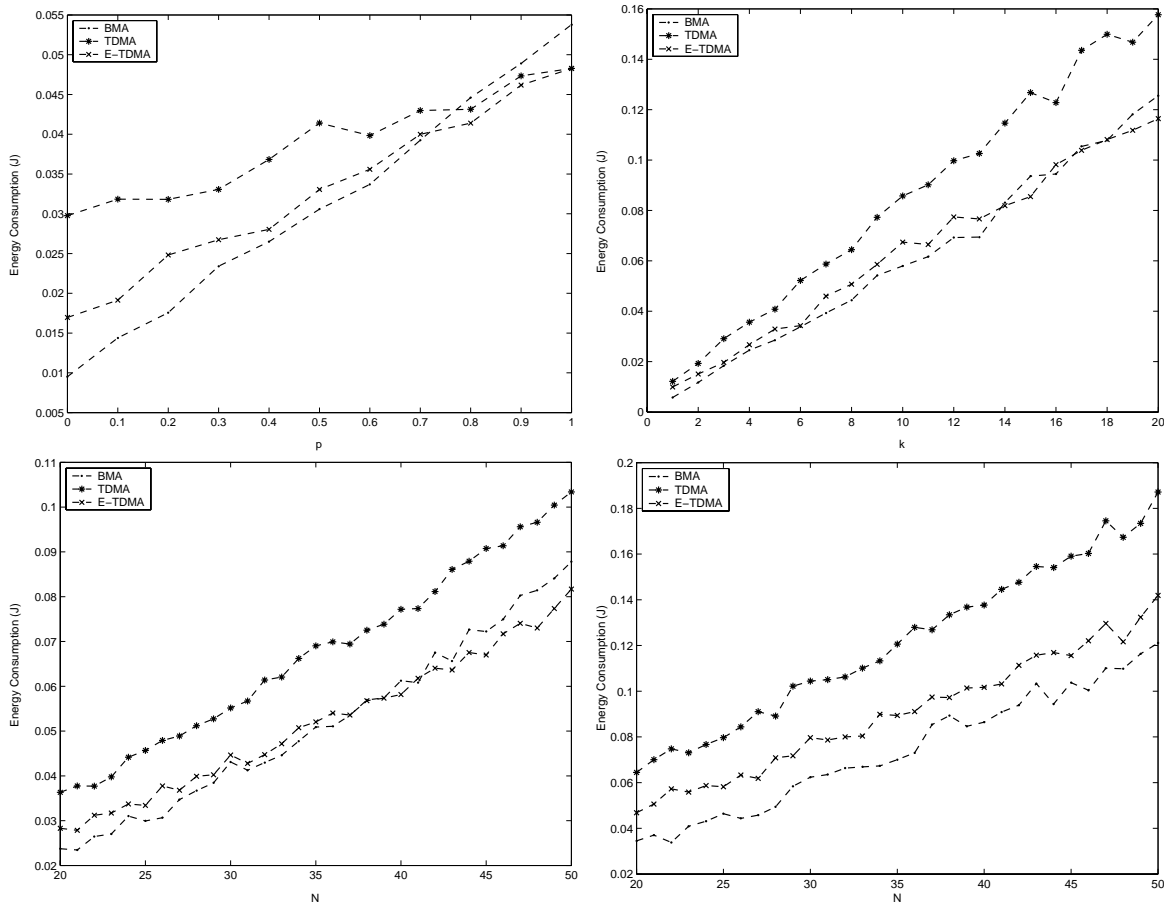 BMA
TDMA
E-TDMA
Energy Consumption (J)
0.055
0.05
0.045
0.04
0.035
0.03
0.025
0.02
0.015
0.01
0.005
0 0.1 0.2 0.3 0.4 0.5 0.6 0.7 0.8 0.9 1
p
BMA
TDMA
E-TDMA
Energy Consumption (J)
0.16
0.14
0.12
0.1
0.08
0.06
0.04
0.02
0
0 2 4 6 8 10 12 14 16 18 20
k
BMA
TDMA
E-TDMA
Energy Consumption (J)
0.11
0.1
0.09
0.08
0.07
0.06
0.05
0.04
0.03
0.02
20 25 30 35 40 45 50
N
BMA
TDMA
E-TDMA
Energy Consumption (J)
0.2
0.18
0.16
0.14
0.12
0.1
0.08
0.06
0.04
0.02
20 25 30 35 40 45 50
N